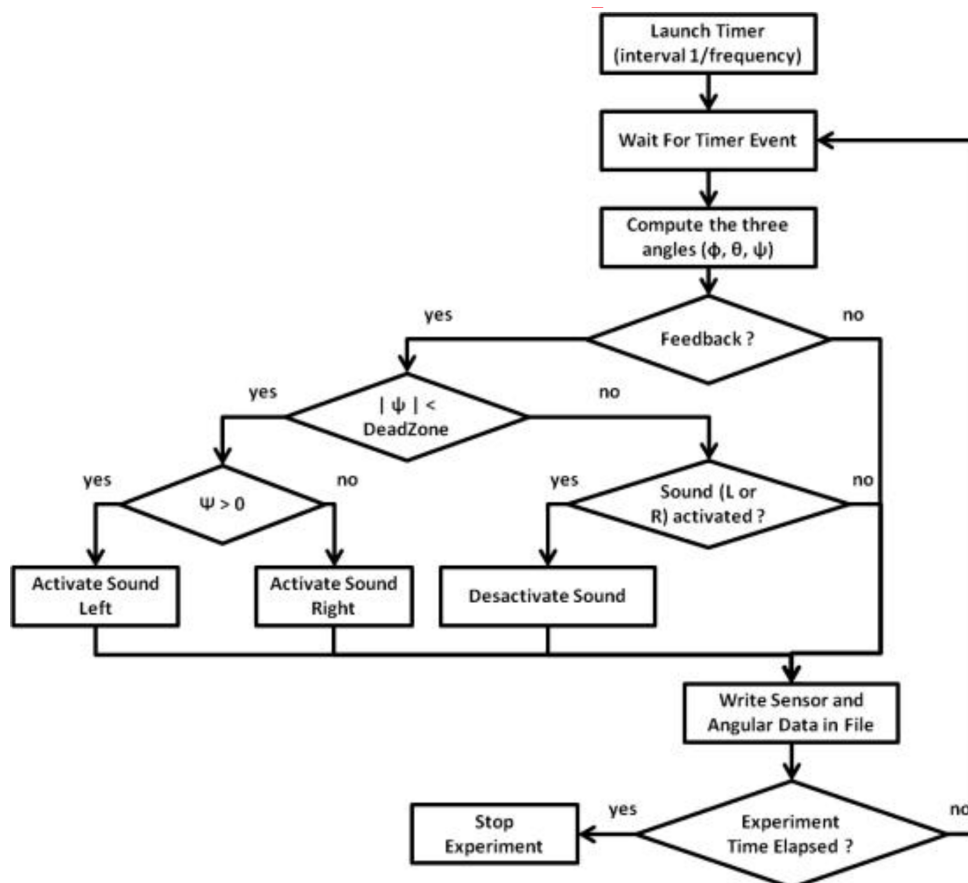 Launch Timer
(interval 1/frequency)
Wait For Timer Event
Compute the three
angles (ϕ, θ, ψ)
yes
no
Feedback ?
yes
no
| ψ | <
DeadZone
yes
no
Ψ > 0
yes
no
Sound (L or
R) activated ?
Activate Sound
Left
Activate Sound
Right
Desactivate Sound
Write Sensor and
Angular Data in File
yes
no
Stop
Experiment
Experiment
Time Elapsed ?